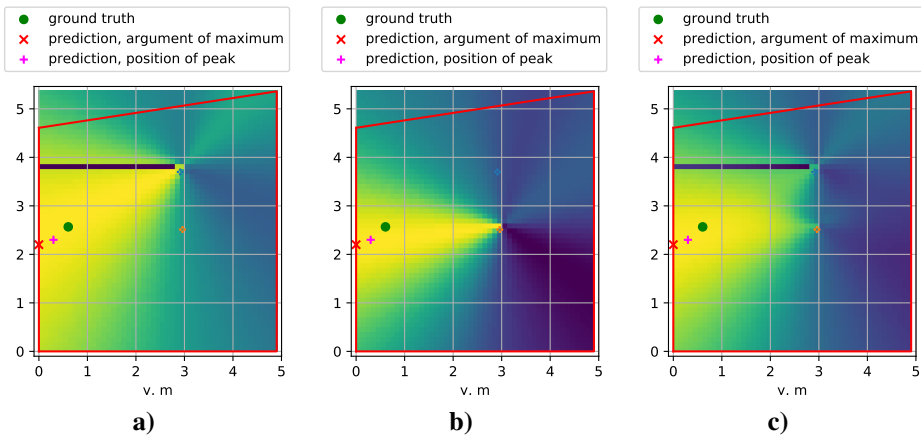 ground truth
prediction, argument of maximum
prediction, position of peak
ground truth
prediction, argument of maximum
prediction, position of peak
ground truth
prediction, argument of maximum
prediction, position of peak
5
4
3
2
1
0
0 1 2 3 4 5
v. m
a)
5
4
3
2
1
0
0 1 2 3 4 5
v. m
b)
5
4
3
2
1
0
0 1 2 3 4 5
v. m
c)